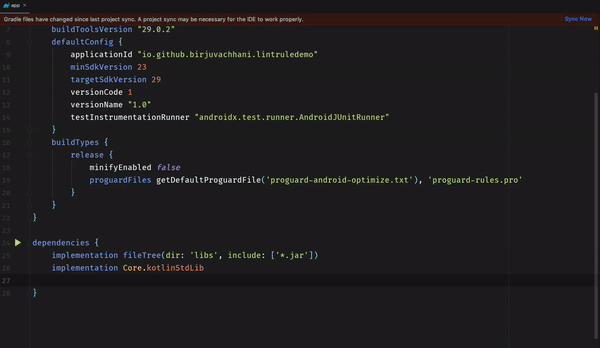 app ×
Gradle files have changed since last project sync. A project sync may be necessary for the IDE to work properly. Sync Now
7 buildToolsVersion "29.0.2"
8 defaultConfig {
9 applicationId "io.github.birjuvachhani.lintruledemo"
10 minSdkVersion 23
11 targetSdkVersion 29
12 versionCode 1
13 versionName "1.0"
14 testInstrumentationRunner "androidx.test.runner.AndroidJUnitRunner"
15 }
16 buildTypes {
17 release {
18 minifyEnabled false
19 proguardFiles getDefaultProguardFile('proguard-android-optimize.txt'), 'proguard-rules.pro'
20 }
21 }
22 }
23
24 dependencies {
25 implementation fileTree(dir: 'libs', include: ['*.jar'])
26 implementation Core.kotlinStdLib
27
28 }